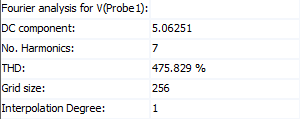 Fourier analysis for V(Probe1):
DC component: 5.06251
No. Harmonics: 7
THD: 475.829 %
Grid size: 256
Interpolation Degree: 1